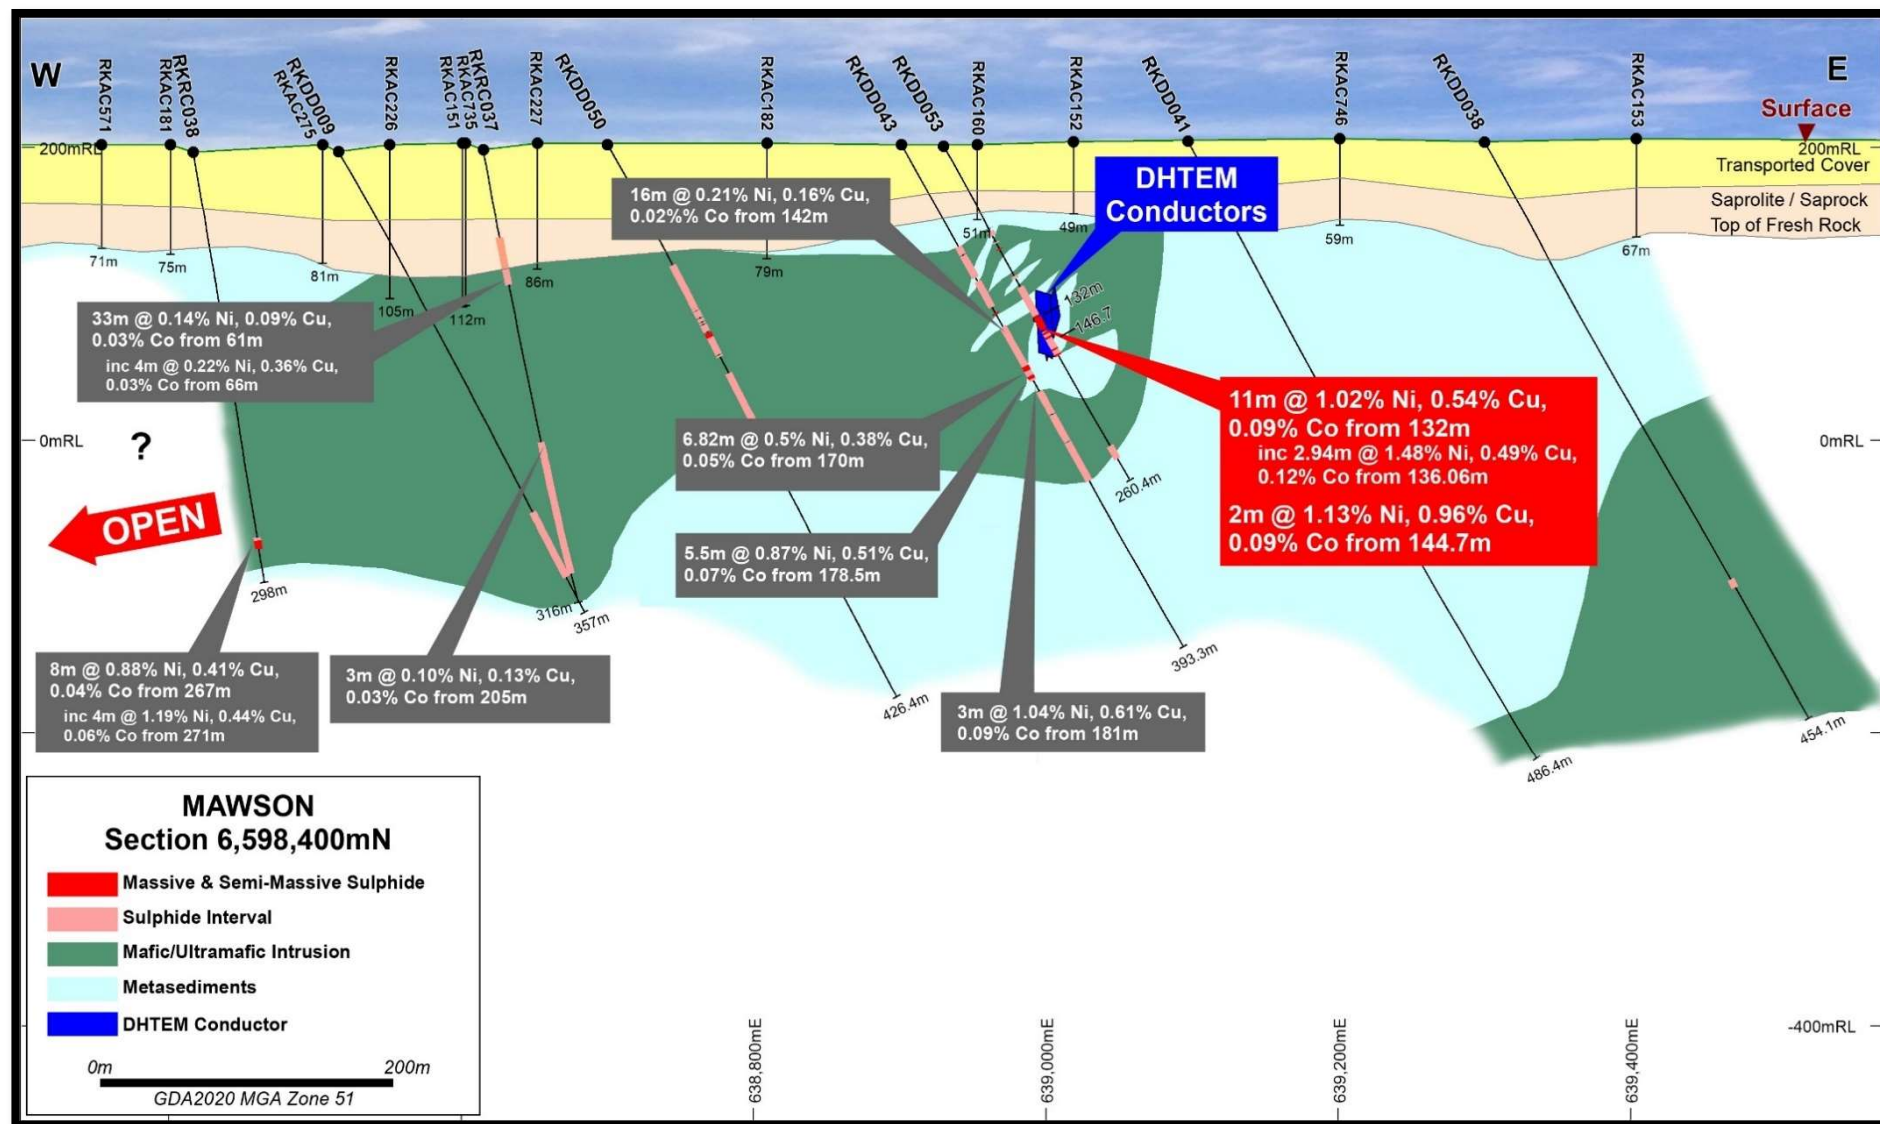 W
E
RKAC571
RKAC181
RKRC038
RKDD009
RKAC275
RKAC226
RKAC151
RKAC735
RKRC037
RKAC227
RKDD050
RKAC182
RKDD043
RKDD053
RKAC160
RKAC152
RKDD041
RKAC746
RKDD038
RKAC153
Surface
200mRL
200mRL
Transported Cover
Saprolite / Saprock
Top of Fresh Rock
DHTEM
Conductors
16m @ 0.21% Ni, 0.16% Cu,
0.02%% Co from 142m
71m
75m
81m
105m
112m
86m
79m
51m
49m
59m
67m
132m
146.7
33m @ 0.14% Ni, 0.09% Cu,
0.03% Co from 61m
inc 4m @ 0.22% Ni, 0.36% Cu,
0.03% Co from 66m
11m @ 1.02% Ni, 0.54% Cu,
0.09% Co from 132m
inc 2.94m @ 1.48% Ni, 0.49% Cu,
0.12% Co from 136.06m
2m @ 1.13% Ni, 0.96% Cu,
0.09% Co from 144.7m
0mRL
?
0mRL
6.82m @ 0.5% Ni, 0.38% Cu,
0.05% Co from 170m
260.4m
OPEN
5.5m @ 0.87% Ni, 0.51% Cu,
0.07% Co from 178.5m
298m
316m
357m
393.3m
426.4m
486.4m
454.1m
8m @ 0.88% Ni, 0.41% Cu,
0.04% Co from 267m
inc 4m @ 1.19% Ni, 0.44% Cu,
0.06% Co from 271m
3m @ 0.10% Ni, 0.13% Cu,
0.03% Co from 205m
3m @ 1.04% Ni, 0.61% Cu,
0.09% Co from 181m
MAWSON
Section 6,598,400mN
Massive & Semi-Massive Sulphide
Sulphide Interval
Mafic/Ultramafic Intrusion
Metasediments
DHTEM Conductor
0m 200m
GDA2020 MGA Zone 51
638,800mE
639,000mE
639,200mE
639,400mE
-400mRL